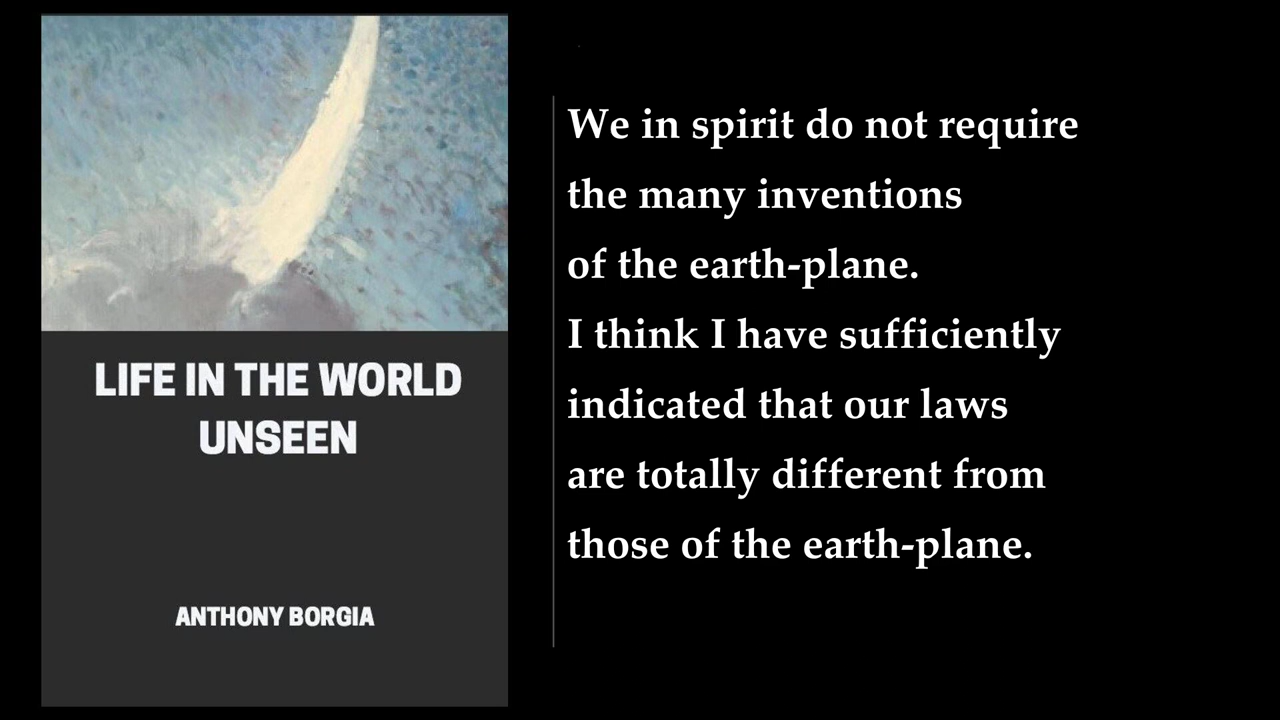 LIFE IN THE WORLD
UNSEEN
ANTHONY BORGIA
We in spirit do not require
the many inventions
of the earth-plane.
I think I have sufficiently
indicated that our laws
are totally different from
those of the earth-plane.